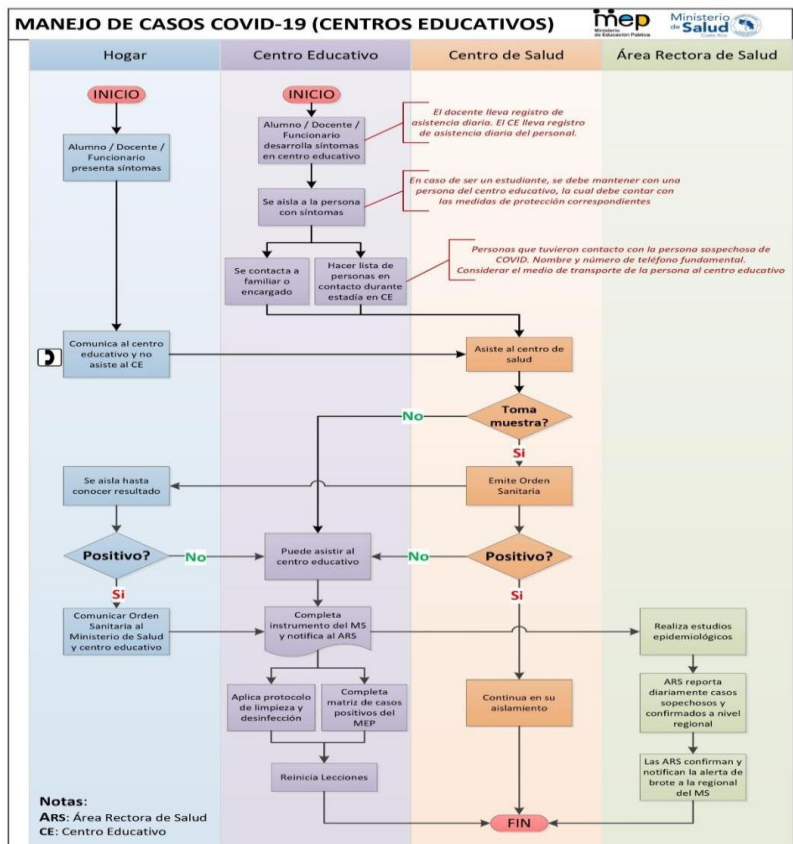 MANEJO DE CASOS COVID-19 (CENTROS EDUCATIVOS)
mep
Ministerio
de Educación Pública
Ministerio
de Salud
Costa Rica
Hogar
Centro Educativo
Centro de Salud
Área Rectora de Salud
INICIO
INICIO
El docente lleva registro de
asistencia diaria. El CE lleva registro
de asistencia diaria del personal.
Alumno / Docente /
Funcionario
presenta síntomas
Alumno / Docente /
Funcionario
desarrolla síntomas
en centro educativo
En caso de ser un estudiante, se debe mantener con una
persona del centro educativo, la cual debe contar con
las medidas de protección correspondientes
Se aisla a la persona
con síntomas
Personas que tuvieron contacto con la persona sospechosa de
COVID. Nombre y número de teléfono fundamental.
Considerar el medio de transporte de la persona al centro educativo
Se contacta a
familiar o
encargado
Hacer lista de
personas en
contacto durante
estadía en CE
Comunica al centro
educativo y no
asiste al CE
Asiste al centro de
salud
Toma
muestra?
No
Si
Se aisla hasta
conocer resultado
Emite Orden
Sanitaria
Positivo?
No
Puede asistir al
centro educativo
No
Positivo?
Si
Si
Comunicar Orden
Sanitaria al
Ministerio de Salud
y centro educativo
Completa
instrumento del MS
y notifica al ARS
Realiza estudios
epidemiológicos
Aplica protocolo
de limpieza y
desinfección
Completa
matriz de casos
positivos del
MEP
Continua en su
aislamiento
ARS reporta
diariamente casos
sopechosos y
confirmados a nivel
regional
Reinicia Lecciones
Las ARS confirman y
notifican la alerta de
brote a la regional
del MS
Notas:
ARS: Área Rectora de Salud
CE: Centro Educativo
FIN